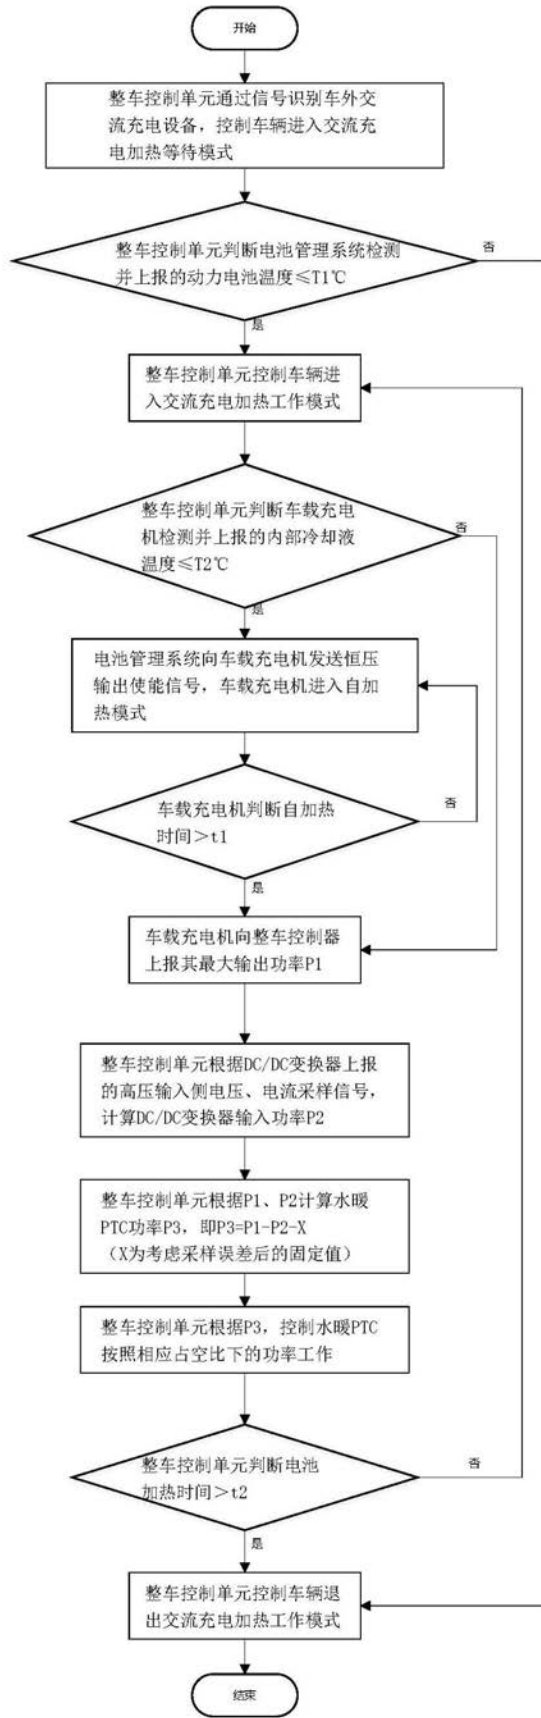 开始
整车控制单元通过信号识别车外交
流充电设备，控制车辆进入交流充
电加热等待模式
整车控制单元判断电池管理系统检测
并上报的动力电池温度≤T1℃
否
是
整车控制单元控制车辆进
入交流充电加热工作模式
整车控制单元判断车载充电
机检测并上报的内部冷却液
温度≤T2℃
否
是
电池管理系统向车载充电机发送恒压
输出使能信号，车载充电机进入自加
热模式
车载充电机判断自加热
时间＞t1
否
是
车载充电机向整车控制器
上报其最大输出功率P1
整车控制单元根据DC/DC变换器上报
的高压输入侧电压、电流采样信号，
计算DC/DC变换器输入功率P2
整车控制单元根据P1、P2计算水暖
PTC功率P3，即P3=P1-P2-X
（X为考虑采样误差后的固定值）
整车控制单元根据P3，控制水暖PTC
按照相应占空比下的功率工作
整车控制单元判断电池
加热时间＞t2
否
是
整车控制单元控制车辆退
出交流充电加热工作模式
结束